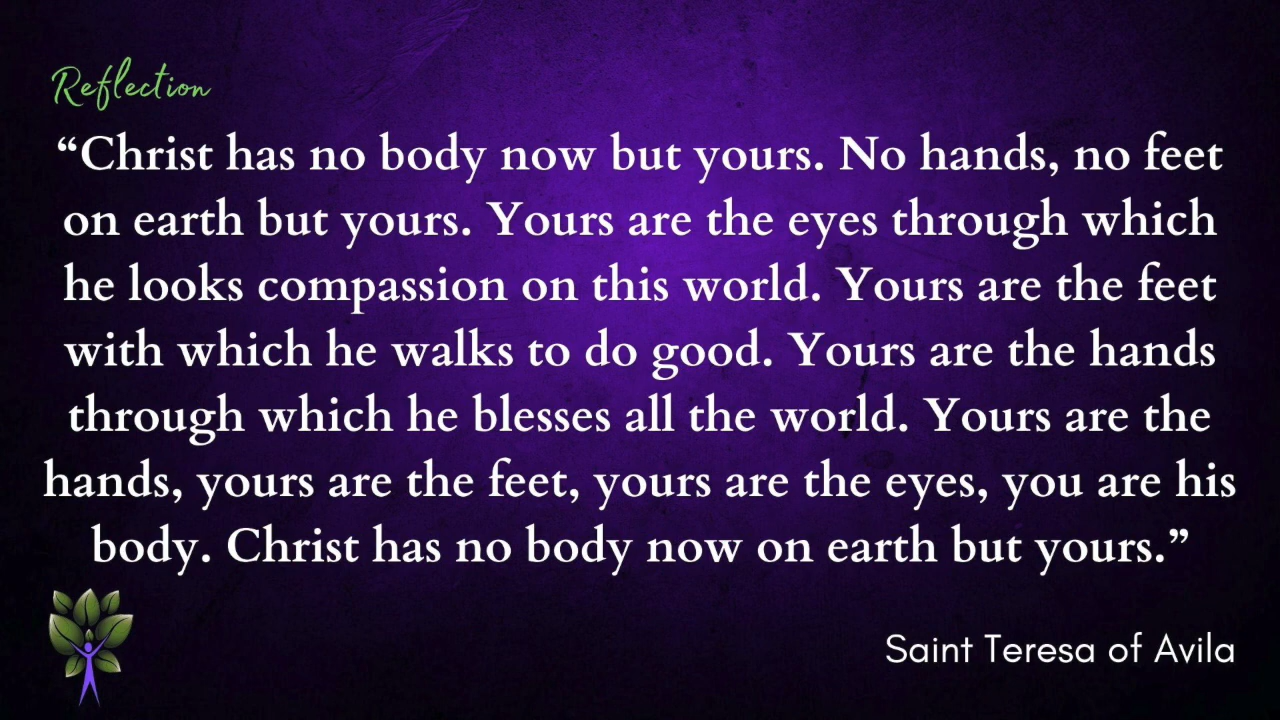 Reflection
“Christ has no body now but yours. No hands, no feet
on earth but yours. Yours are the eyes through which
he looks compassion on this world. Yours are the feet
with which he walks to do good. Yours are the hands
through which he blesses all the world. Yours are the
hands, yours are the feet, yours are the eyes, you are his
body. Christ has no body now on earth but yours.”
Saint Teresa of Avila